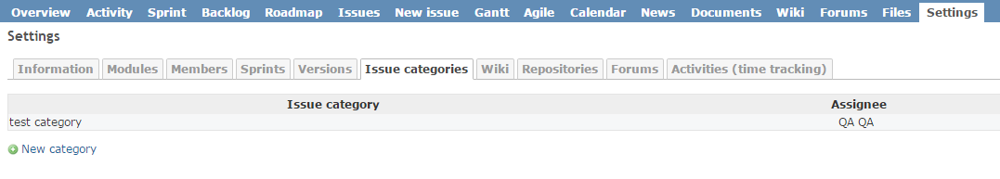 Overview Activity Sprint Backlog Roadmap Issues New issue Gantt Agile Calendar News Documents Wiki Forums Files Settings
Settings
Information Modules Members Sprints Versions Issue categories Wiki Repositories Forums Activities (time tracking)
Issue category Assignee
test category QA QA
New category